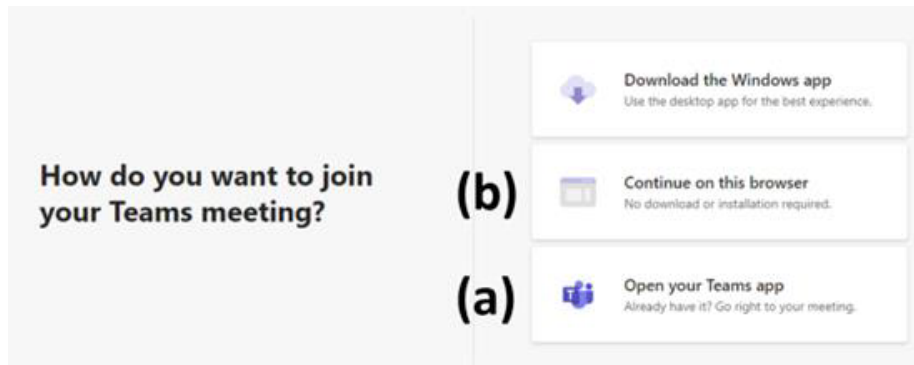 How do you want to join
your Teams meeting?
Download the Windows app
Use the desktop app for the best experience.
(b)
Continue on this browser
No download or installation required.
(a)
Open your Teams app
Already have it? Go right to your meeting.